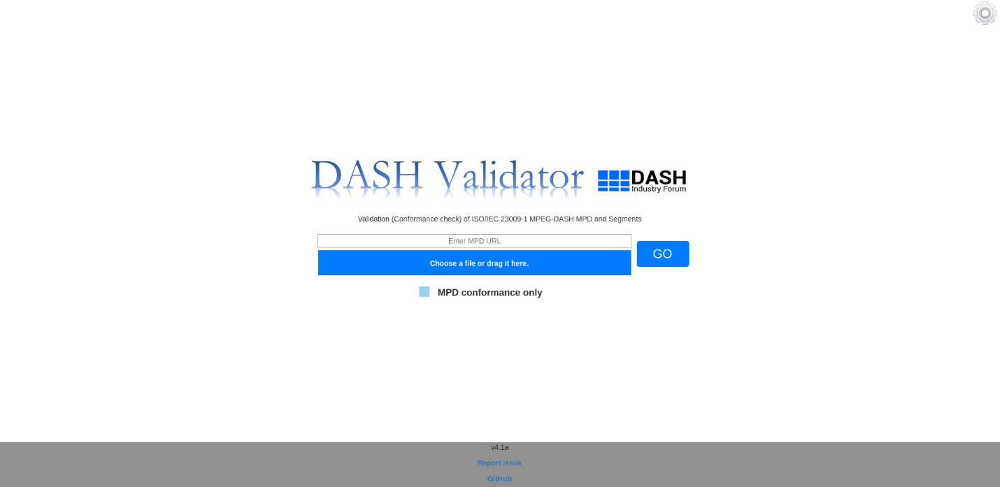 DASH Validator
DASH
Industry Forum
Validation (Conformance check) of ISO/IEC 23009-1 MPEG-DASH MPD and Segments
Enter MPD URL
GO
Choose a file or drag it here.
MPD conformance only
v4.1a
Report issue
GitHub